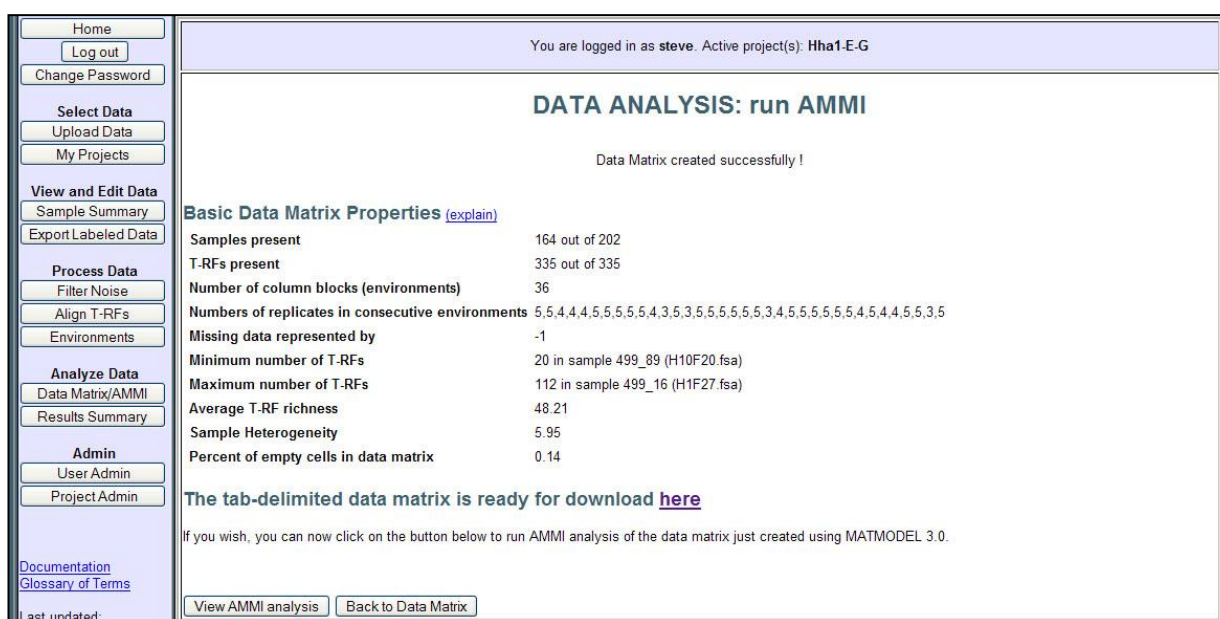 Home
Log out
Change Password
Select Data
Upload Data
My Projects
View and Edit Data
Sample Summary
Export Labeled Data
Process Data
Filter Noise
Align T-RFs
Environments
Analyze Data
Data Matrix/AMMI
Results Summary
Admin
User Admin
Project Admin
Documentation
Glossary of Terms
Last updated:
You are logged in as steve. Active project(s): Hha1-E-G
DATA ANALYSIS: run AMMI
Data Matrix created successfully !
Basic Data Matrix Properties (explain)
Samples present 164 out of 202
T-RFs present 335 out of 335
Number of column blocks (environments) 36
Numbers of replicates in consecutive environments 5,5,4,4,4,5,5,5,5,5,4,3,5,3,5,5,5,5,5,5,3,4,5,5,5,5,5,5,4,5,4,4,5,5,3,5
Missing data represented by -1
Minimum number of T-RFs 20 in sample 499_89 (H10F20.fsa)
Maximum number of T-RFs 112 in sample 499_16 (H1F27.fsa)
Average T-RF richness 48.21
Sample Heterogeneity 5.95
Percent of empty cells in data matrix 0.14
The tab-delimited data matrix is ready for download here
If you wish, you can now click on the button below to run AMMI analysis of the data matrix just created using MATMODEL 3.0.
View AMMI analysis Back to Data Matrix